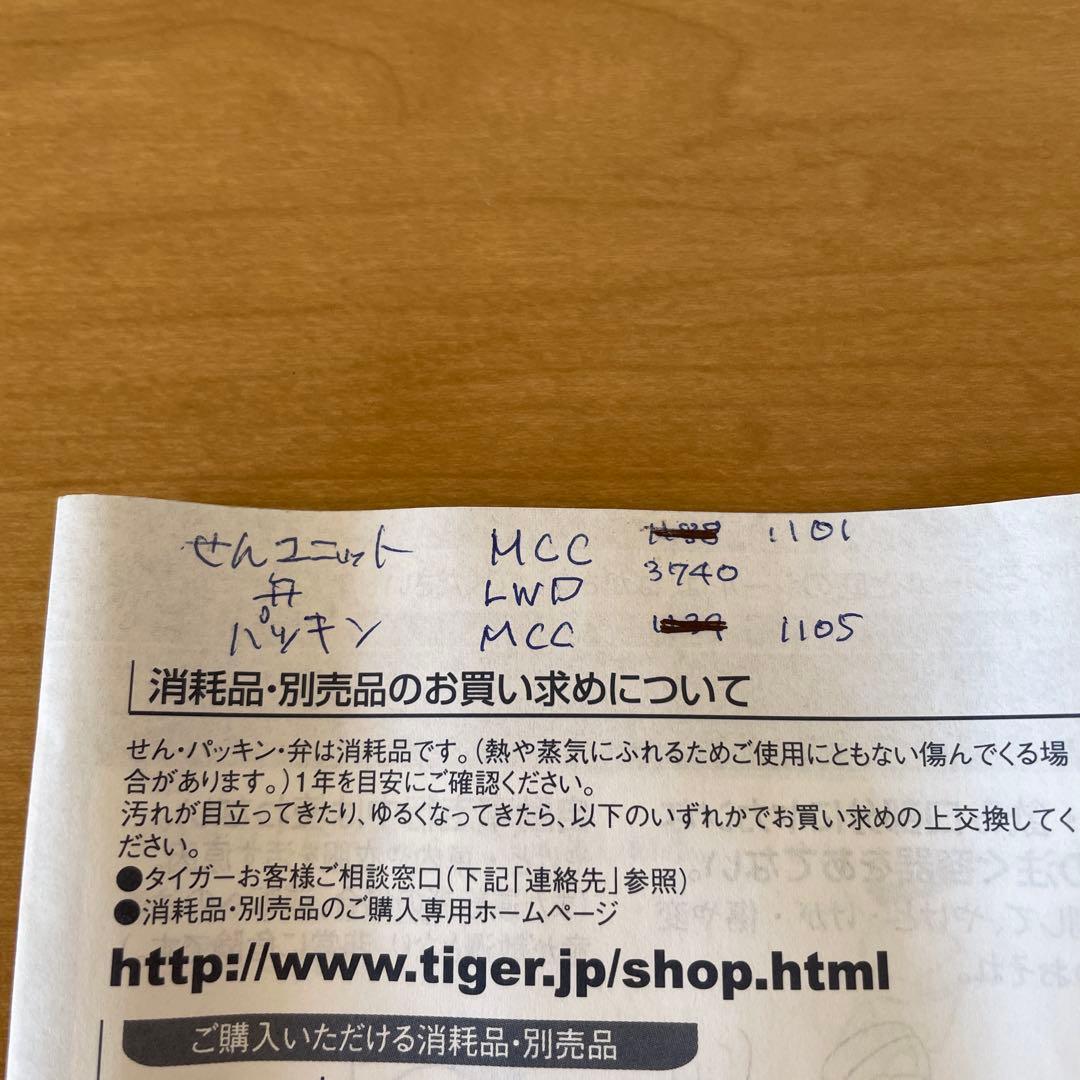 せんユニット MCC 1101
弁 LWD 3740
パッキン MCC 1105
消耗品・別売品のお買い求めについて
せん・パッキン・弁は消耗品です。(熱や蒸気にふれるためご使用にともない傷んでくる場
合があります。)1年を目安にご確認ください。
汚れが目立ってきたり、ゆるくなってきたら、以下のいずれかでお買い求めの上交換してく
ださい。
●タイガーお客様ご相談窓口(下記「連絡先」参照)
●消耗品・別売品のご購入専用ホームページ
http://www.tiger.jp/shop.html
ご購入いただける消耗品・別売品